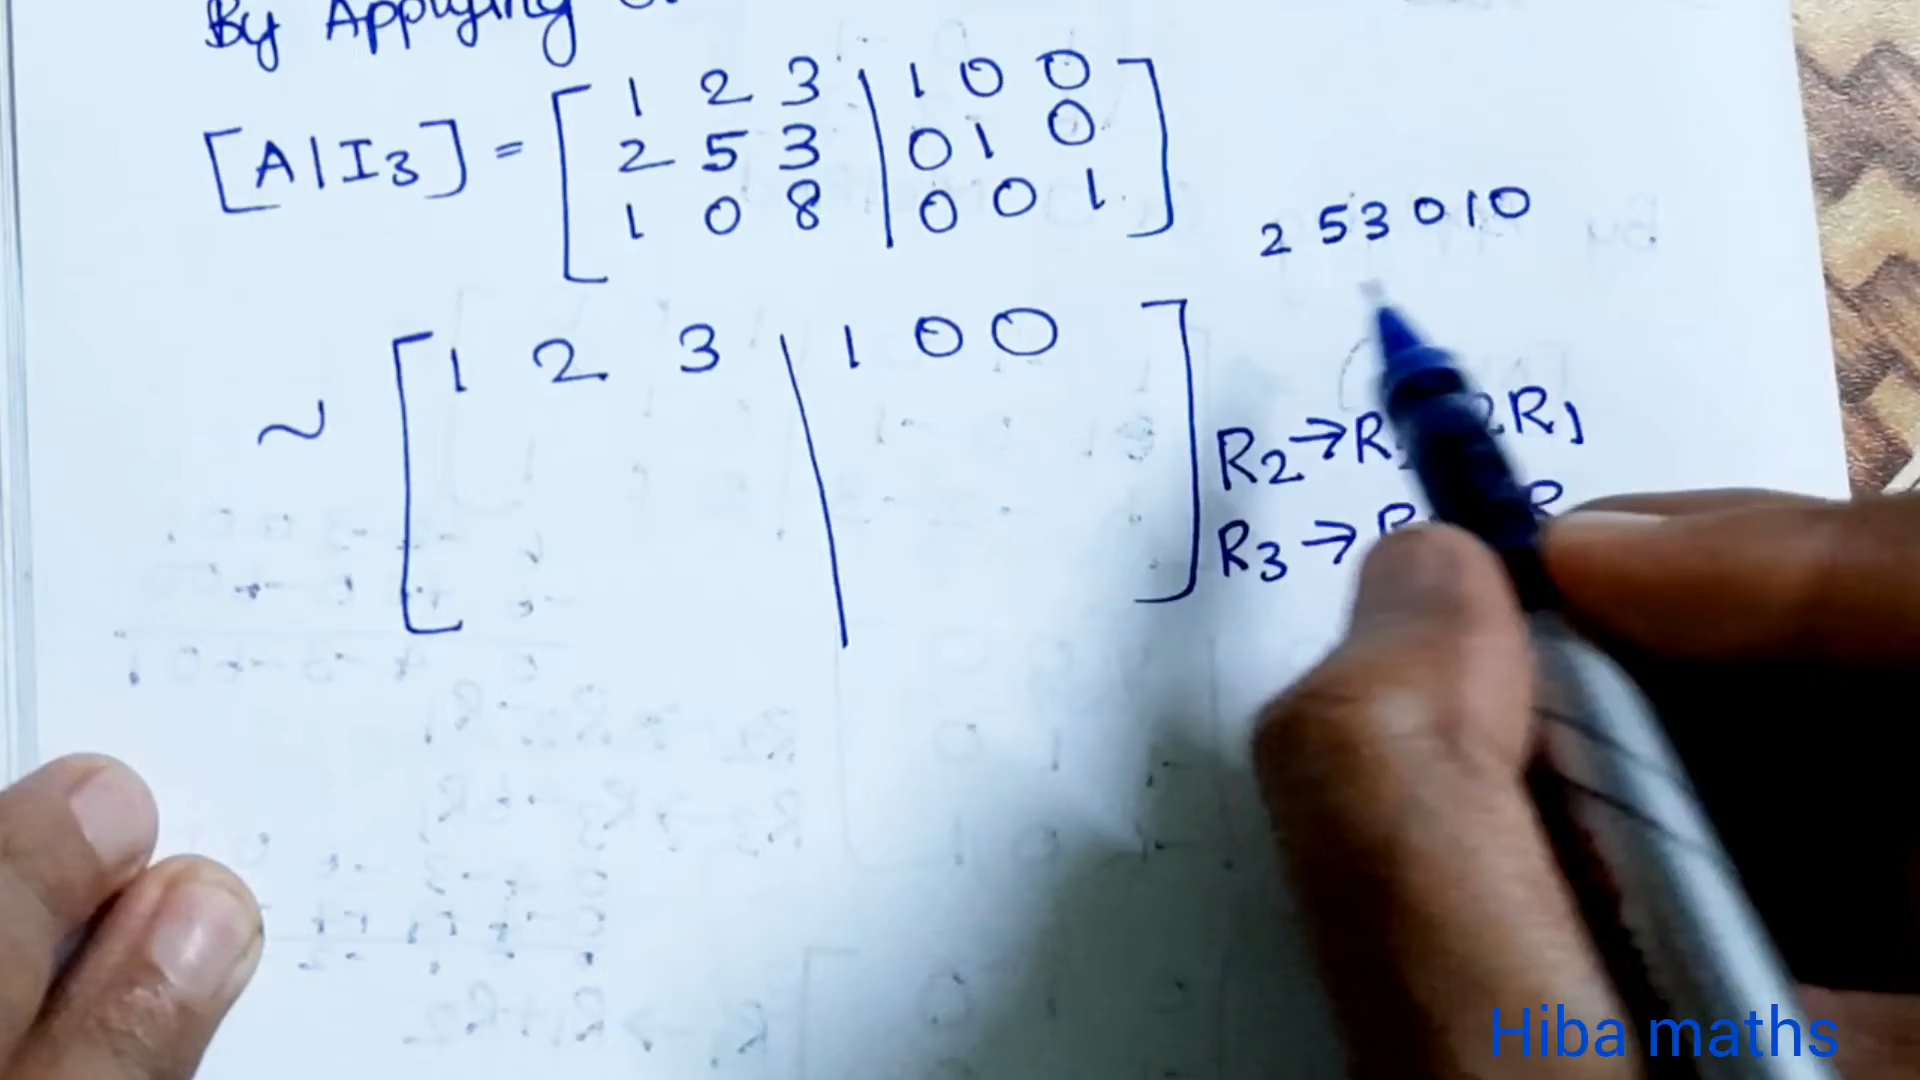 By Applying
[A|I3] = [ 1 2 3 | 1 0 0 ]
2 5 3 | 0 1 0
1 0 8 | 0 0 1
2 5 3 0 1 0
~ [ 1 2 3 | 1 0 0 ]
R2→R 2R1
R3→R R
Hiba maths